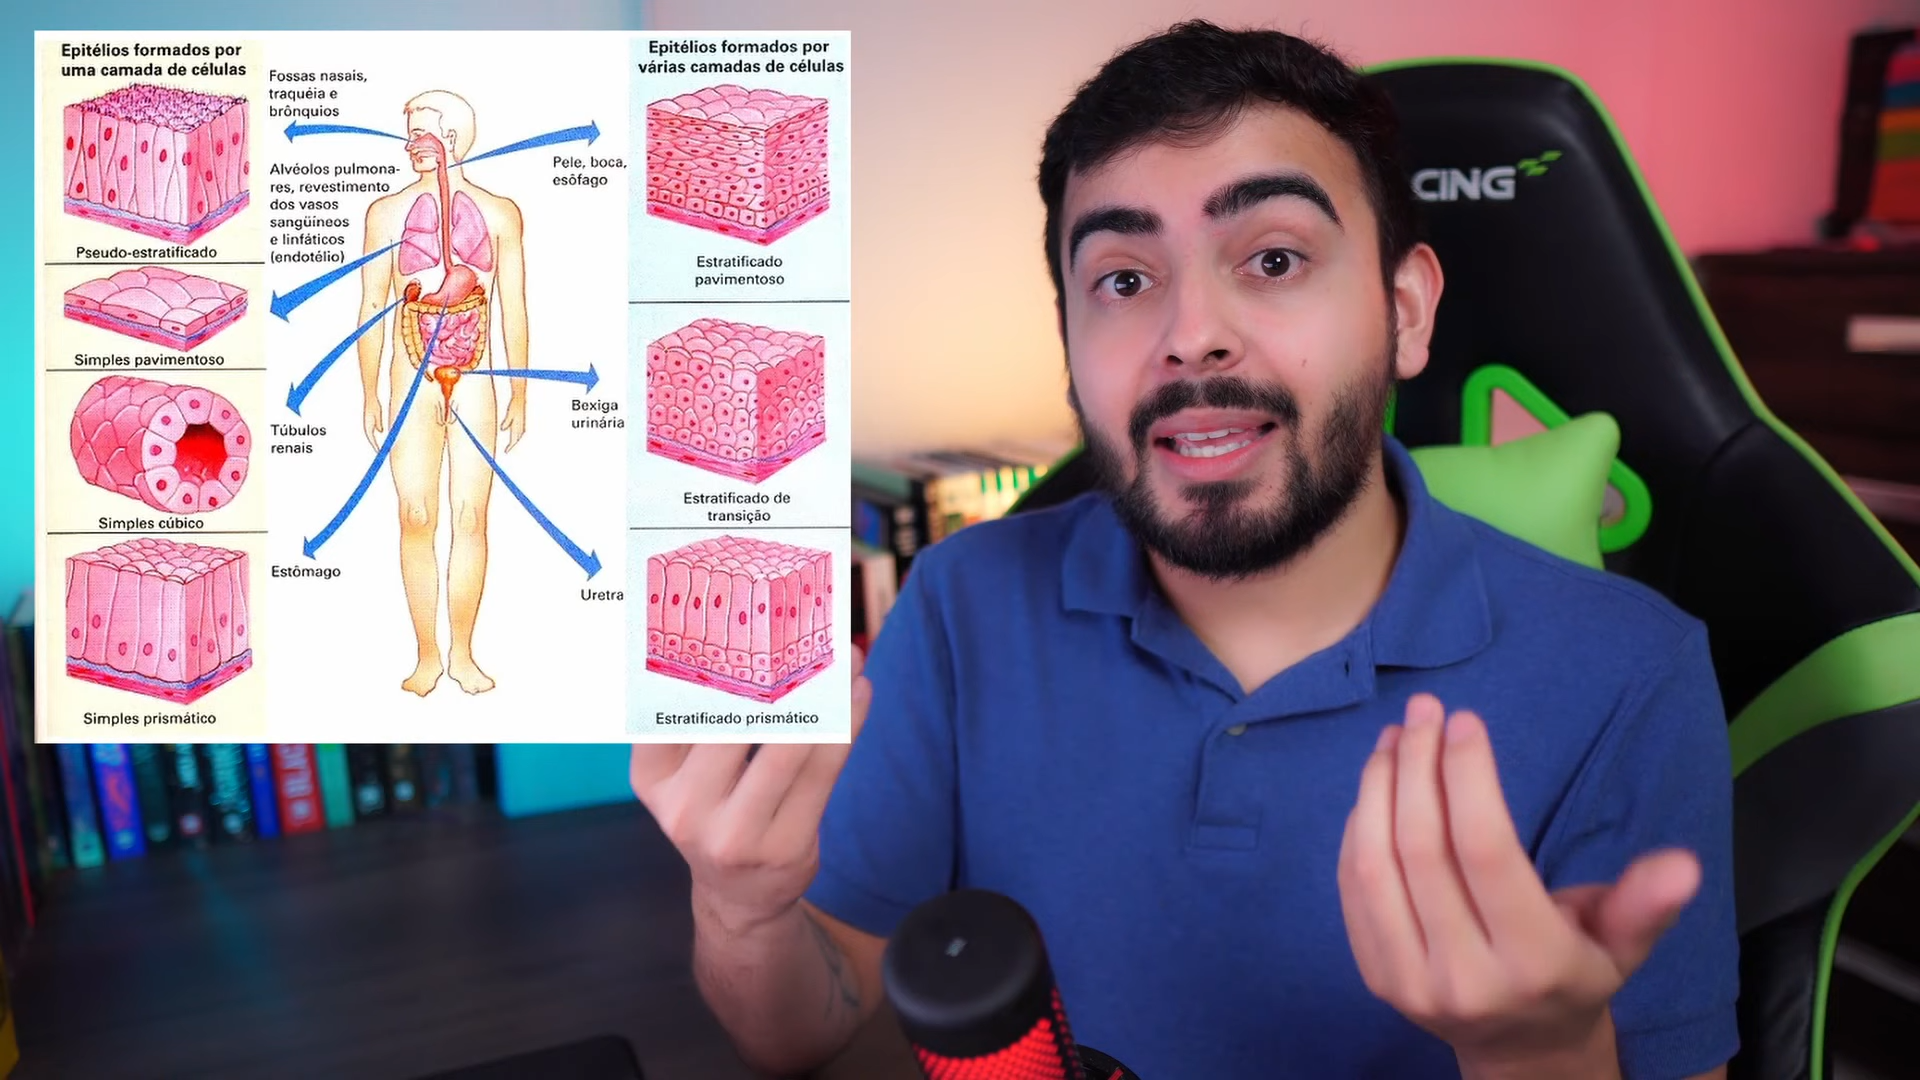 Epitélios formados por
uma camada de células
Pseudo-estratificado
Simples pavimentoso
Simples cúbico
Simples prismático
Fossas nasais,
traquéia e
brônquios
Alvéolos pulmona-
res, revestimento
dos vasos
sangüíneos
e linfáticos
(endotélio)
Túbulos
renais
Estômago
Pele, boca,
esôfago
Bexiga
urinária
Uretra
Epitélios formados por
várias camadas de células
Estratificado
pavimentoso
Estratificado de
transição
Estratificado prismático
CING